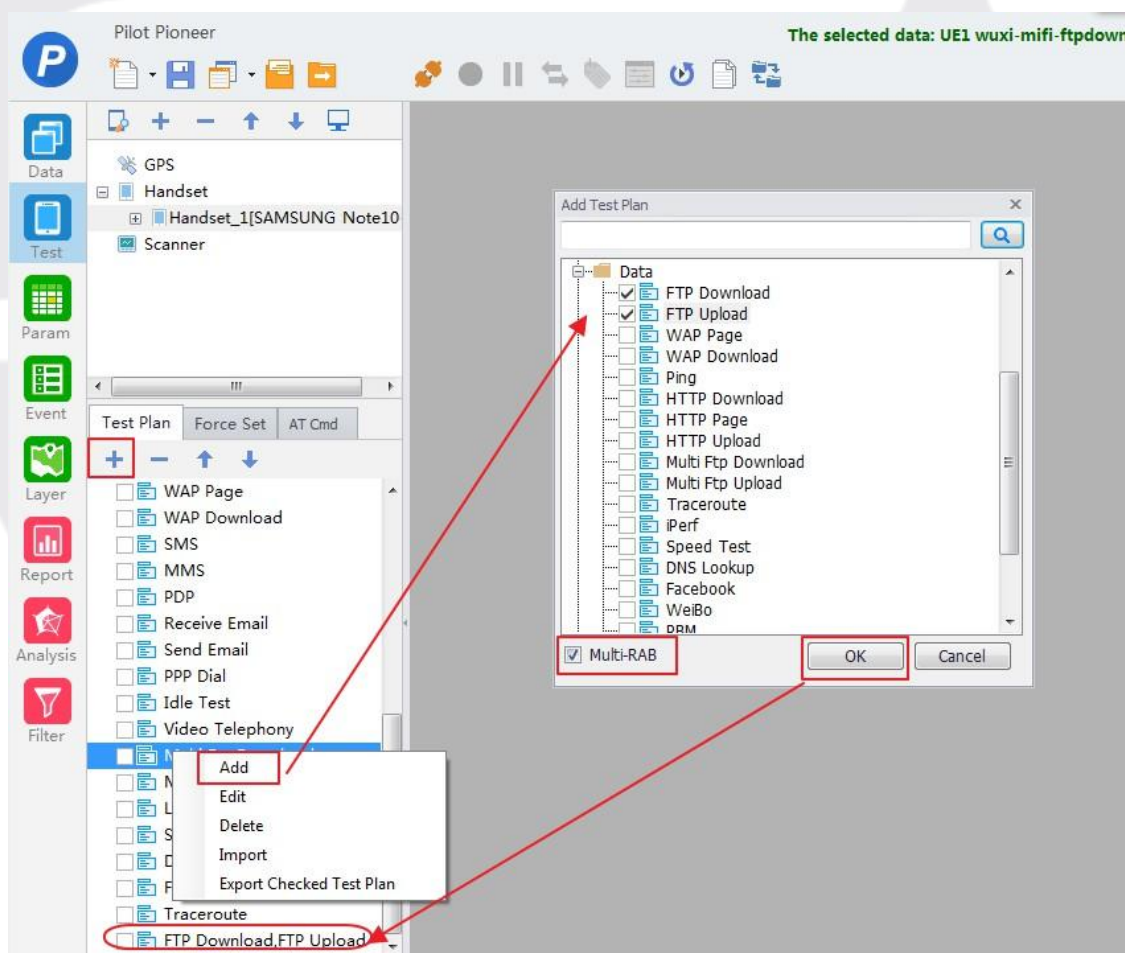 Pilot Pioneer
The selected data: UE1 wuxi-mifi-ftpdown
P
Data
Test
Param
Event
Layer
Report
Analysis
Filter
GPS
Handset
Handset_1[SAMSUNG Note10
Scanner
Test Plan Force Set AT Cmd
WAP Page
WAP Download
SMS
MMS
PDP
Receive Email
Send Email
PPP Dial
Idle Test
Video Telephony
M
N
L
S
D
F
Traceroute
FTP Download,FTP Upload
Add
Edit
Delete
Import
Export Checked Test Plan
Add Test Plan
Data
FTP Download
FTP Upload
WAP Page
WAP Download
Ping
HTTP Download
HTTP Page
HTTP Upload
Multi Ftp Download
Multi Ftp Upload
Traceroute
iPerf
Speed Test
DNS Lookup
Facebook
WeiBo
PBM
Multi-RAB
OK Cancel